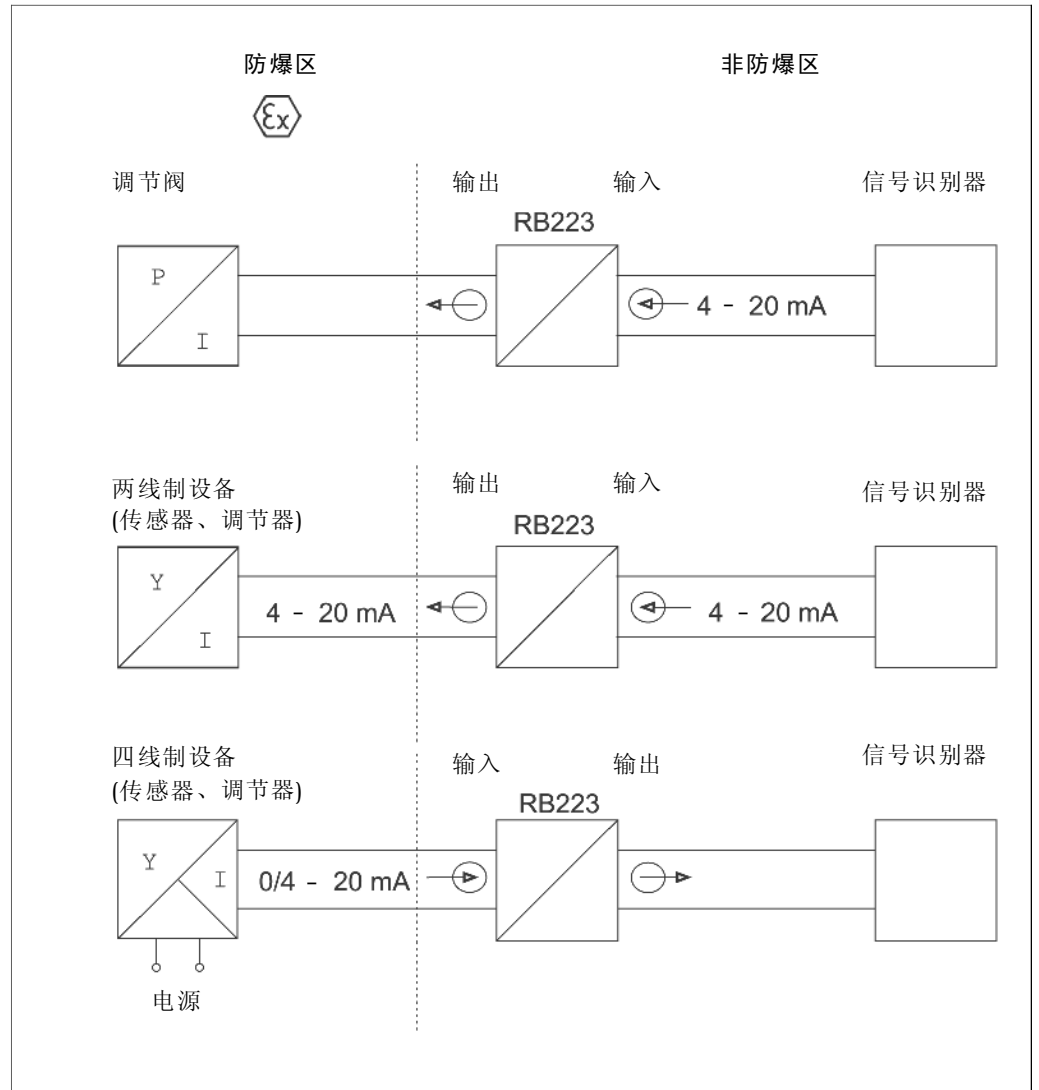 防爆区 非防爆区
Ex
调节阀 输出 输入 信号识别器
RB223
P
I
4 - 20 mA
两线制设备 输出 输入 信号识别器
(传感器、调节器)
RB223
Y
I
4 - 20 mA 4 - 20 mA
四线制设备 输入 输出 信号识别器
(传感器、调节器)
RB223
Y I
0/4 - 20 mA
电源